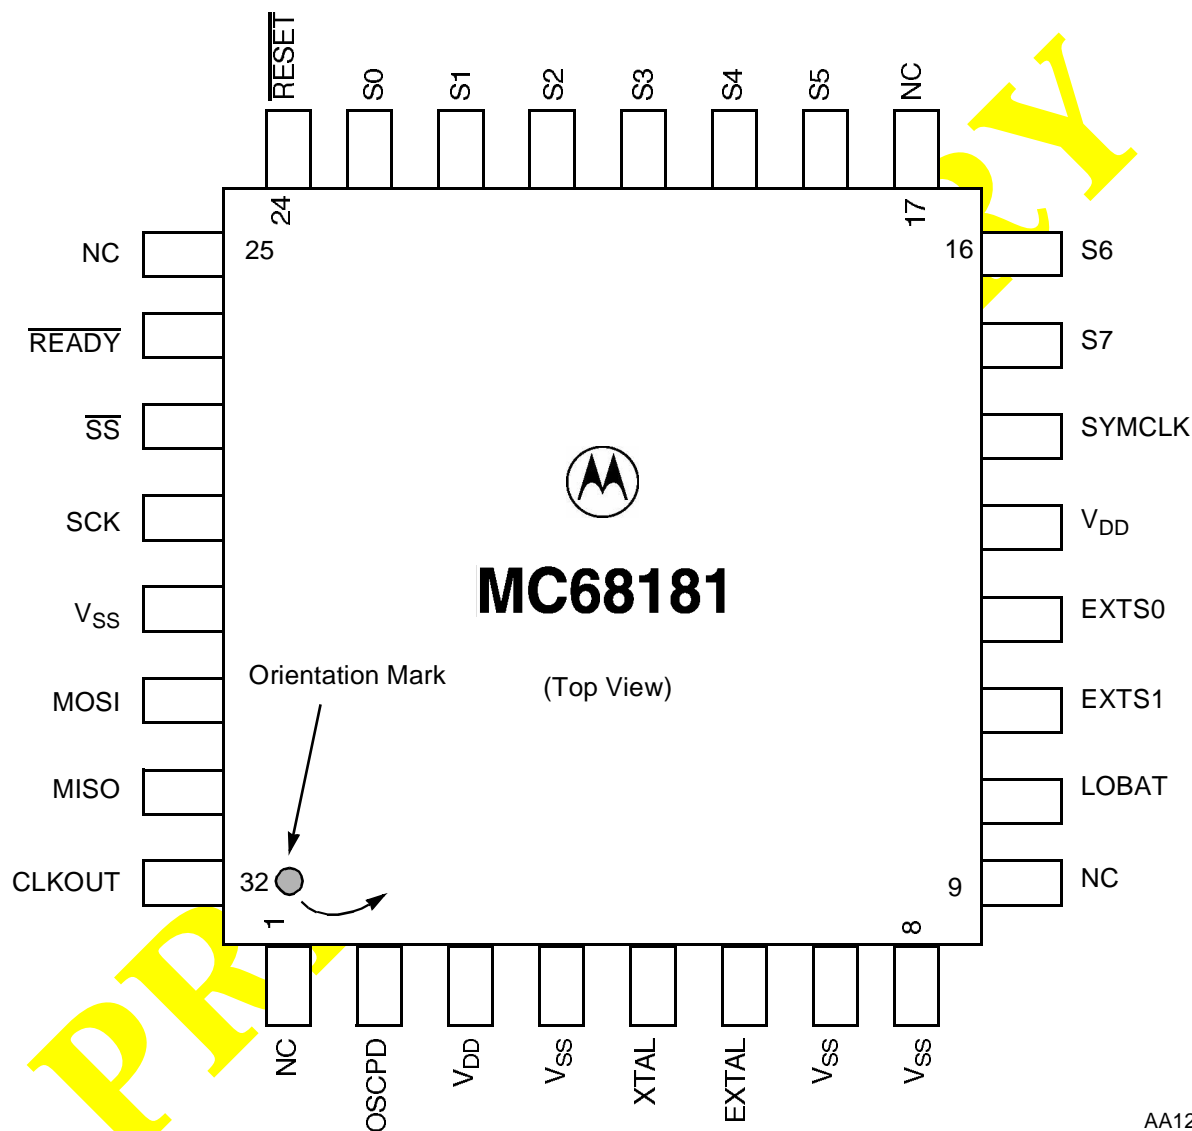 RESET
S0
S1
S2
S3
S4
S5
NC
24
17
NC
25
16
S6
READY
S7
SS
SYMCLK
SCK
VDD
MC68181
VSS
EXTS0
Orientation Mark
(Top View)
MOSI
EXTS1
MISO
LOBAT
CLKOUT
32
9
NC
1
8
NC
OSCPD
VDD
VSS
XTAL
EXTAL
VSS
VSS
AA12